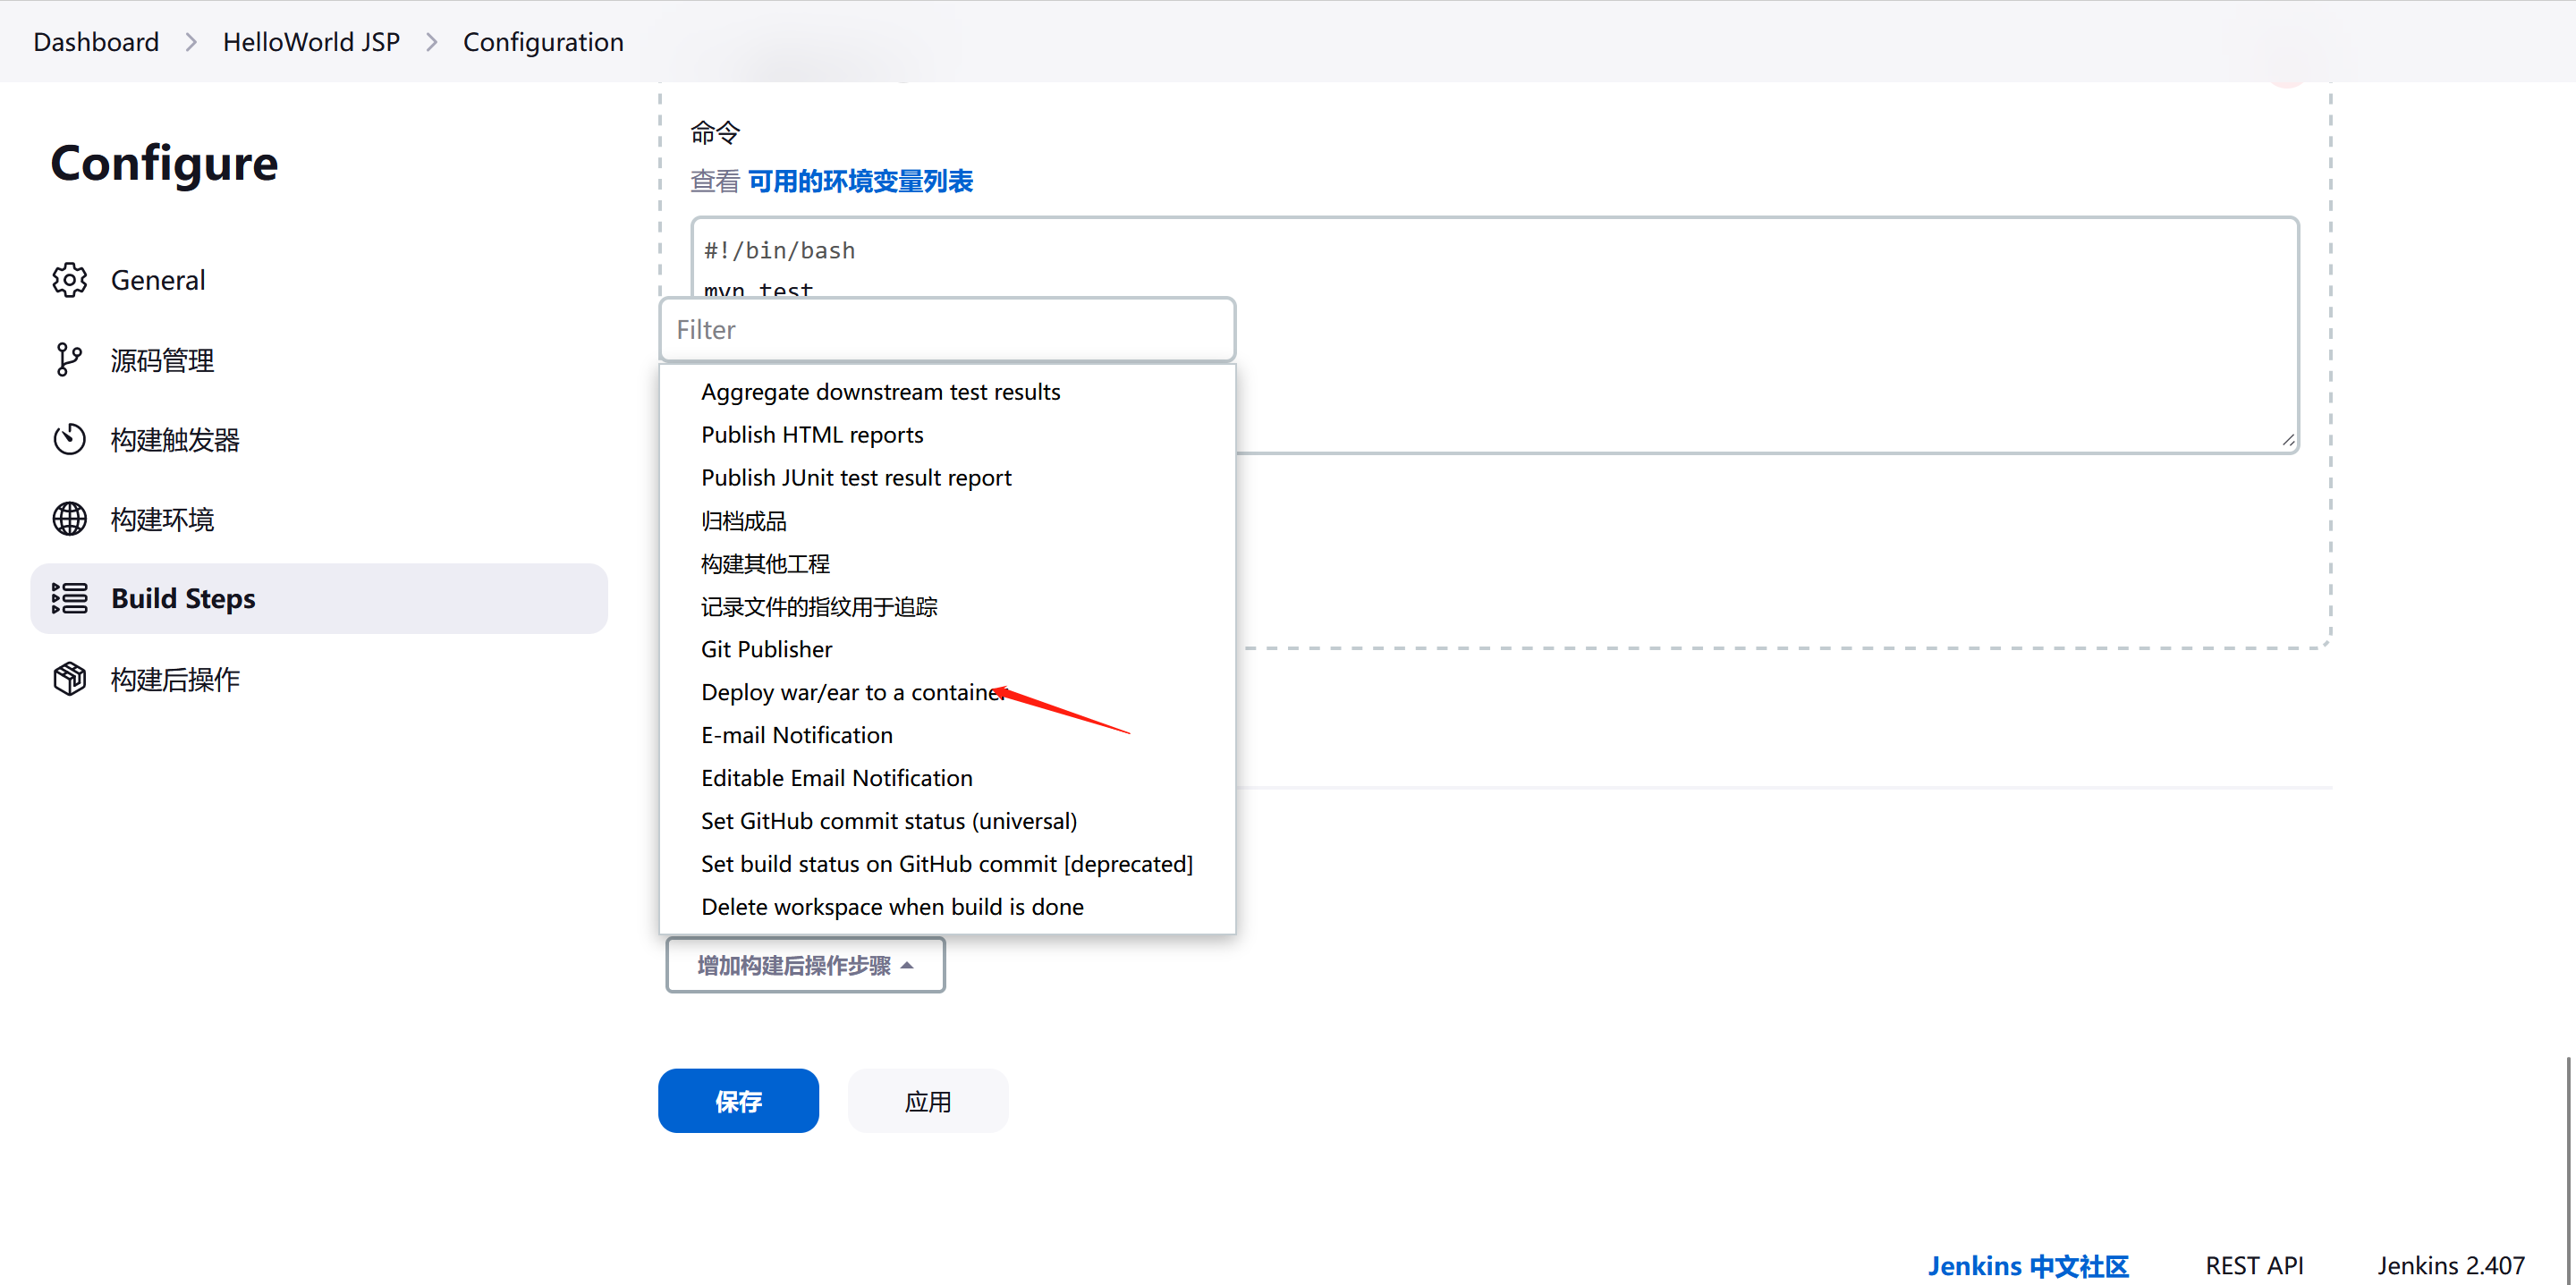 Dashboard > HelloWorld JSP > Configuration
Configure
General
源码管理
构建触发器
构建环境
Build Steps
构建后操作
命令
查看 可用的环境变量列表
#!/bin/bash
mvn test
Filter
Aggregate downstream test results
Publish HTML reports
Publish JUnit test result report
归档成品
构建其他工程
记录文件的指纹用于追踪
Git Publisher
Deploy war/ear to a container
E-mail Notification
Editable Email Notification
Set GitHub commit status (universal)
Set build status on GitHub commit [deprecated]
Delete workspace when build is done
增加构建后操作步骤
保存
应用
Jenkins 中文社区
REST API
Jenkins 2.407